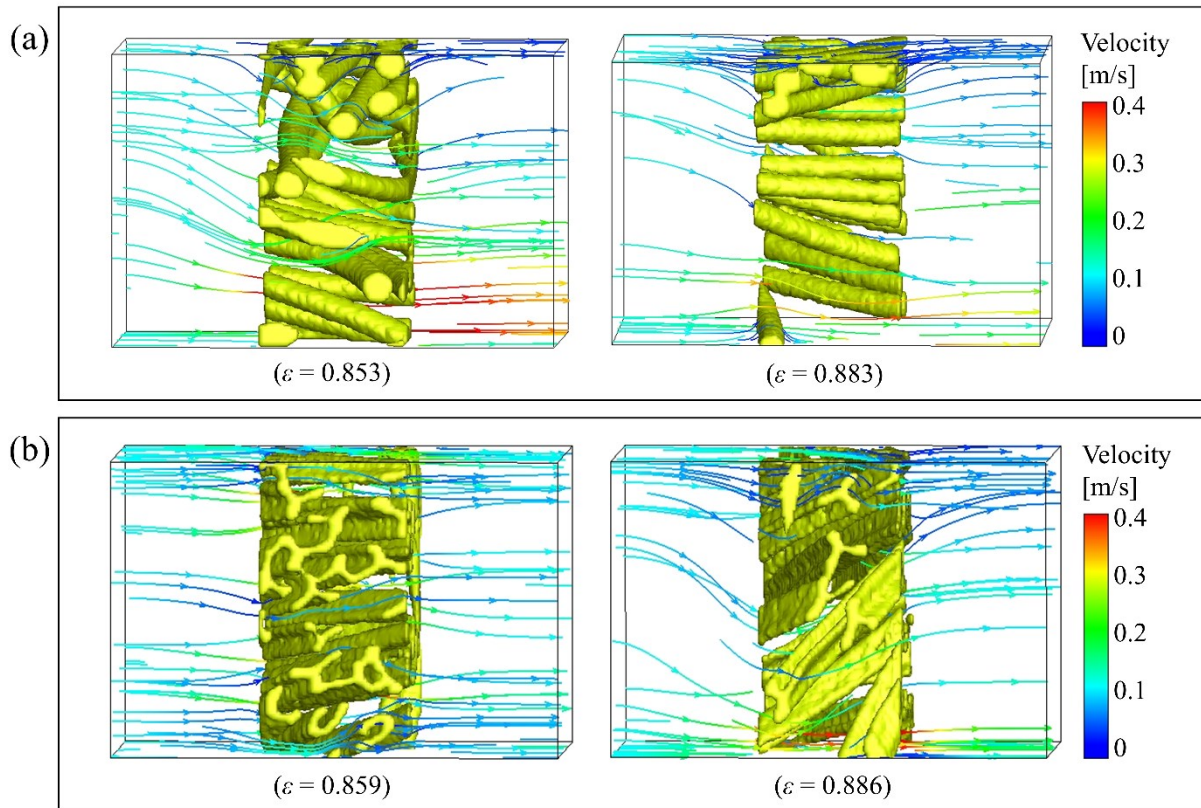 (a)
Velocity
[m/s]
0.4
0.3
0.2
0.1
0
(ε = 0.853)
(ε = 0.883)
(b)
Velocity
[m/s]
0.4
0.3
0.2
0.1
0
(ε = 0.859)
(ε = 0.886)